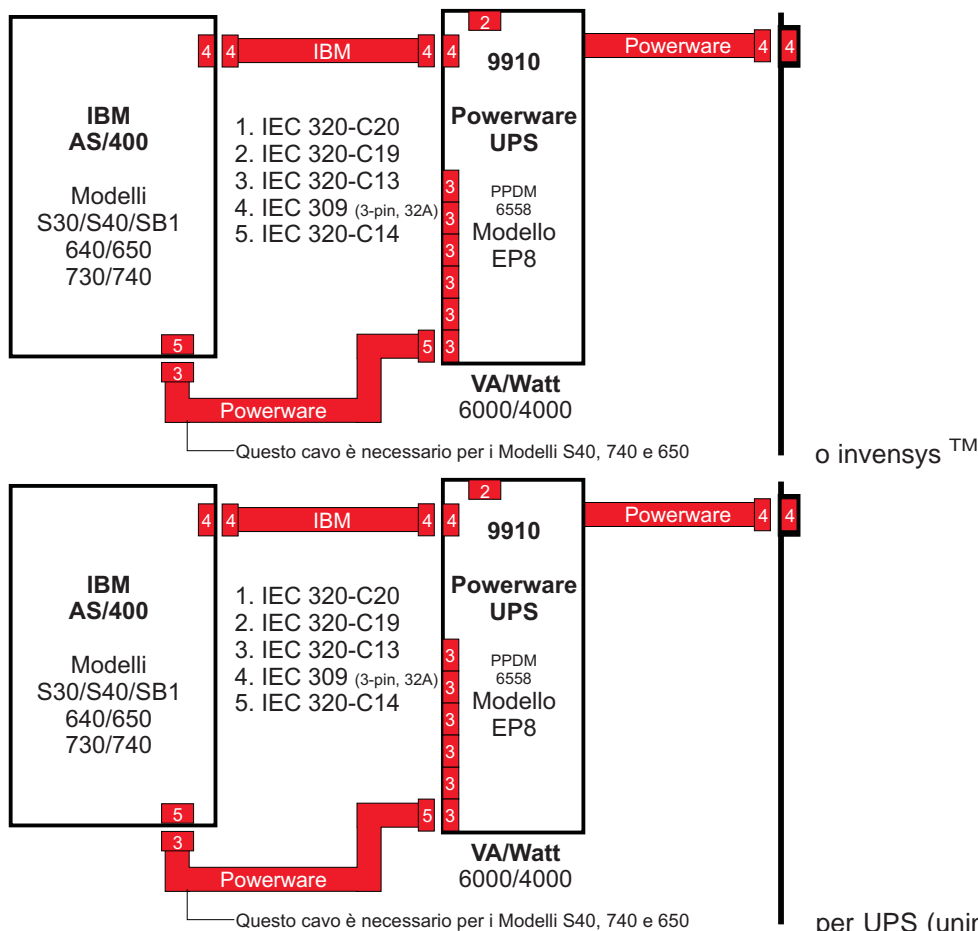 4 4 IBM 4 4 2 Powerware 4 4
9910
IBM
AS/400
Modelli
S30/S40/SB1
640/650
730/740
1. IEC 320-C20
2. IEC 320-C19
3. IEC 320-C13
4. IEC 309 (3-pin, 32A)
5. IEC 320-C14
Powerware
UPS
PPDM
6558
Modello
EP8
3
3
3
3
3
3
5
3
5
Powerware
VA/Watt
6000/4000
Questo cavo è necessario per i Modelli S40, 740 e 650
o invensys TM
4 4 IBM 4 4 2 Powerware 4 4
9910
IBM
AS/400
Modelli
S30/S40/SB1
640/650
730/740
1. IEC 320-C20
2. IEC 320-C19
3. IEC 320-C13
4. IEC 309 (3-pin, 32A)
5. IEC 320-C14
Powerware
UPS
PPDM
6558
Modello
EP8
3
3
3
3
3
3
5
3
5
Powerware
VA/Watt
6000/4000
Questo cavo è necessario per i Modelli S40, 740 e 650
per UPS